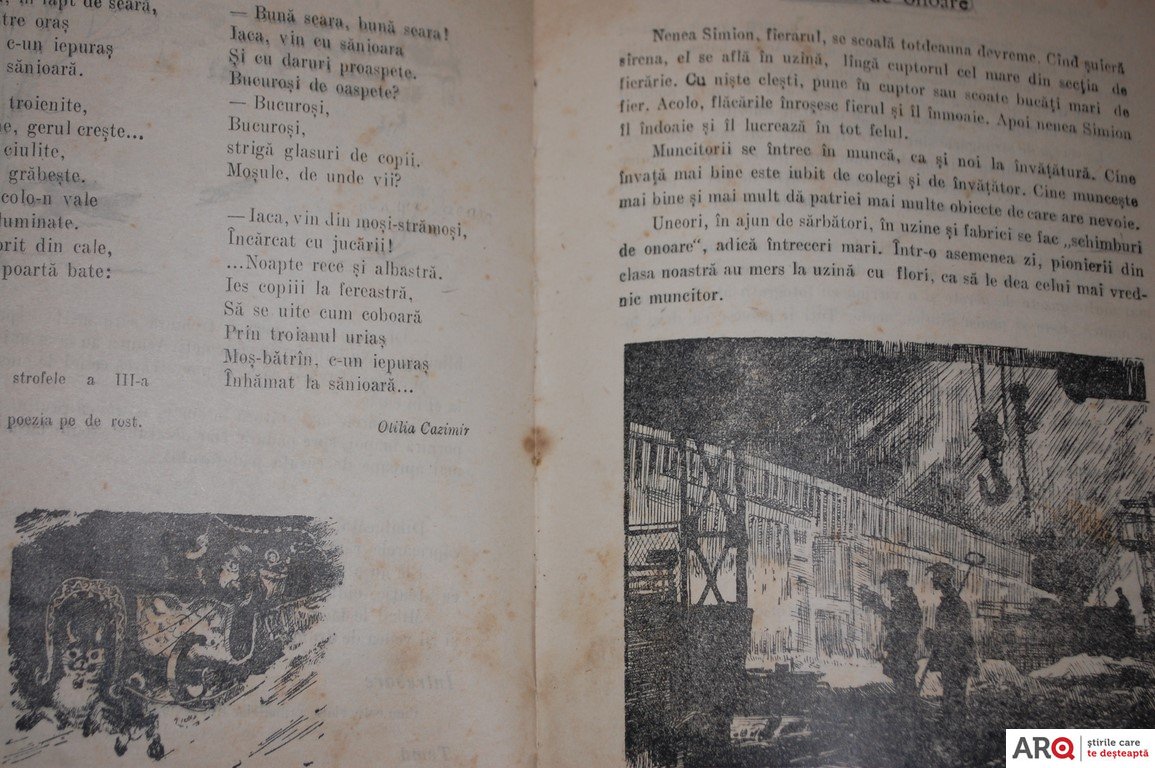 în fapt de seară,
tre oraș
c-un iepuraș
sănioară.
troienite,
gerul crește...
ciulite,
grăbește.
colo-n vale
luminate.
cale,
din
poartă bate:
strofele a III-a
poezia pe de rost.
— Bună seara, bună seara!
Iaca, vin cu sănioara
Și cu daruri proaspete.
Bucuroși de oaspete?
— Bucuroși,
Bucuroși,
strigă glasuri de copii.
Moșule, de unde vii?
— Iaca, vin din moși-strămoși,
Încărcat cu jucării!
...Noapte rece și albastră.
Ies copiii la fereastră,
Să se uite cum coboară
Prin troianul uriaș
Moș-bătrîn, c-un iepuraș
Înhămat la sănioară...
Otilia Cazimir
de onoare
Nenea Simion, fierarul, se scoală totdeauna devreme. Cînd șuieră
sirena, el se află în uzină, lîngă cuptorul cel mare din secția de
fierărie. Cu niște clești, pune în cuptor sau scoate bucăți mari de
fier. Acolo, flăcările înroșesc fierul și îl înmoaie. Apoi nenea Simion
îl îndoaie și îl lucrează în tot felul.
Muncitorii se întrec în muncă, ca și noi la învățătură. Cine
învață mai bine este iubit de colegi și de învățător. Cine muncește
mai bine și mai mult dă patriei mai multe obiecte de care are nevoie.
Uneori, în ajun de sărbători, în uzine și fabrici se fac „schimburi
de onoare“, adică întreceri mari. Într-o asemenea zi, pionierii din
clasa noastră au mers la uzină cu flori, ca să le dea celui mai vred-
nic muncitor.
ARQ
știrile care
te deșteaptă